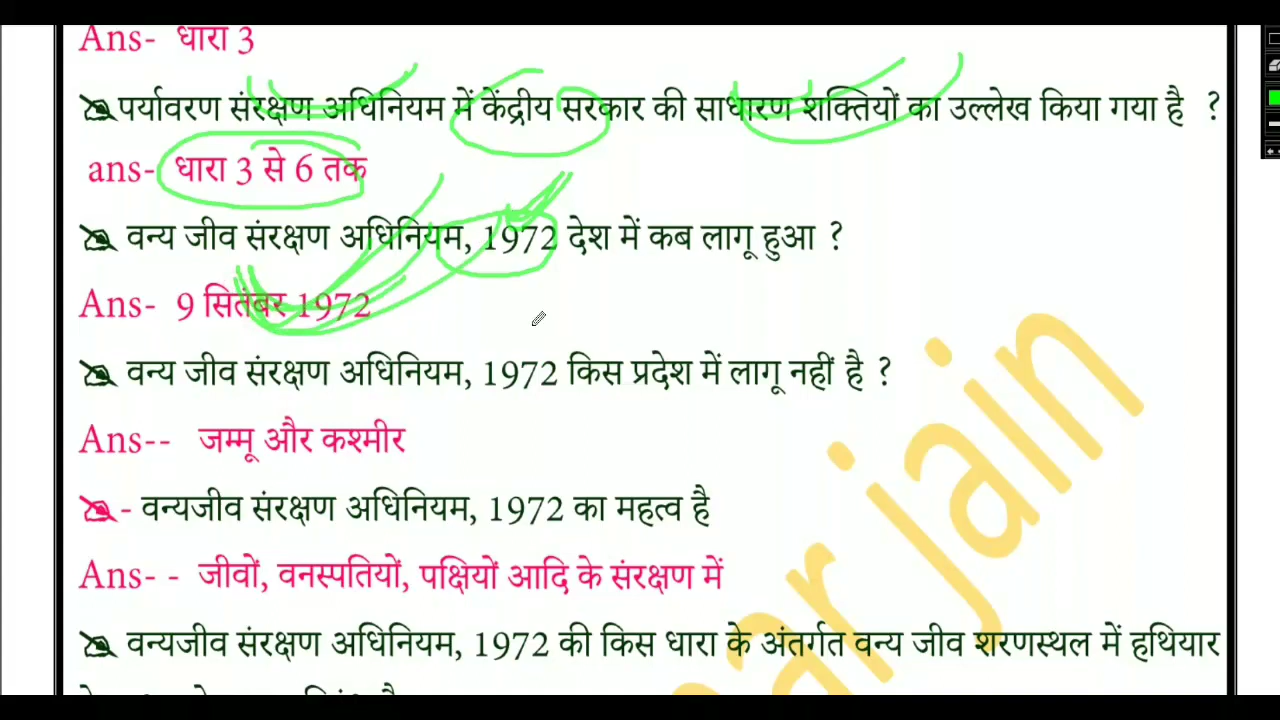 Ans- धारा 3
पर्यावरण संरक्षण अधिनियम में केंद्रीय सरकार की साधारण शक्तियों का उल्लेख किया गया है ?
ans- धारा 3 से 6 तक
वन्य जीव संरक्षण अधिनियम, 1972 देश में कब लागू हुआ ?
Ans- 9 सितंबर 1972
वन्य जीव संरक्षण अधिनियम, 1972 किस प्रदेश में लागू नहीं है ?
Ans-- जम्मू और कश्मीर
- वन्यजीव संरक्षण अधिनियम, 1972 का महत्व है
Ans- - जीवों, वनस्पतियों, पक्षियों आदि के संरक्षण में
वन्यजीव संरक्षण अधिनियम, 1972 की किस धारा के अंतर्गत वन्य जीव शरणस्थल में हथियार
ar jain